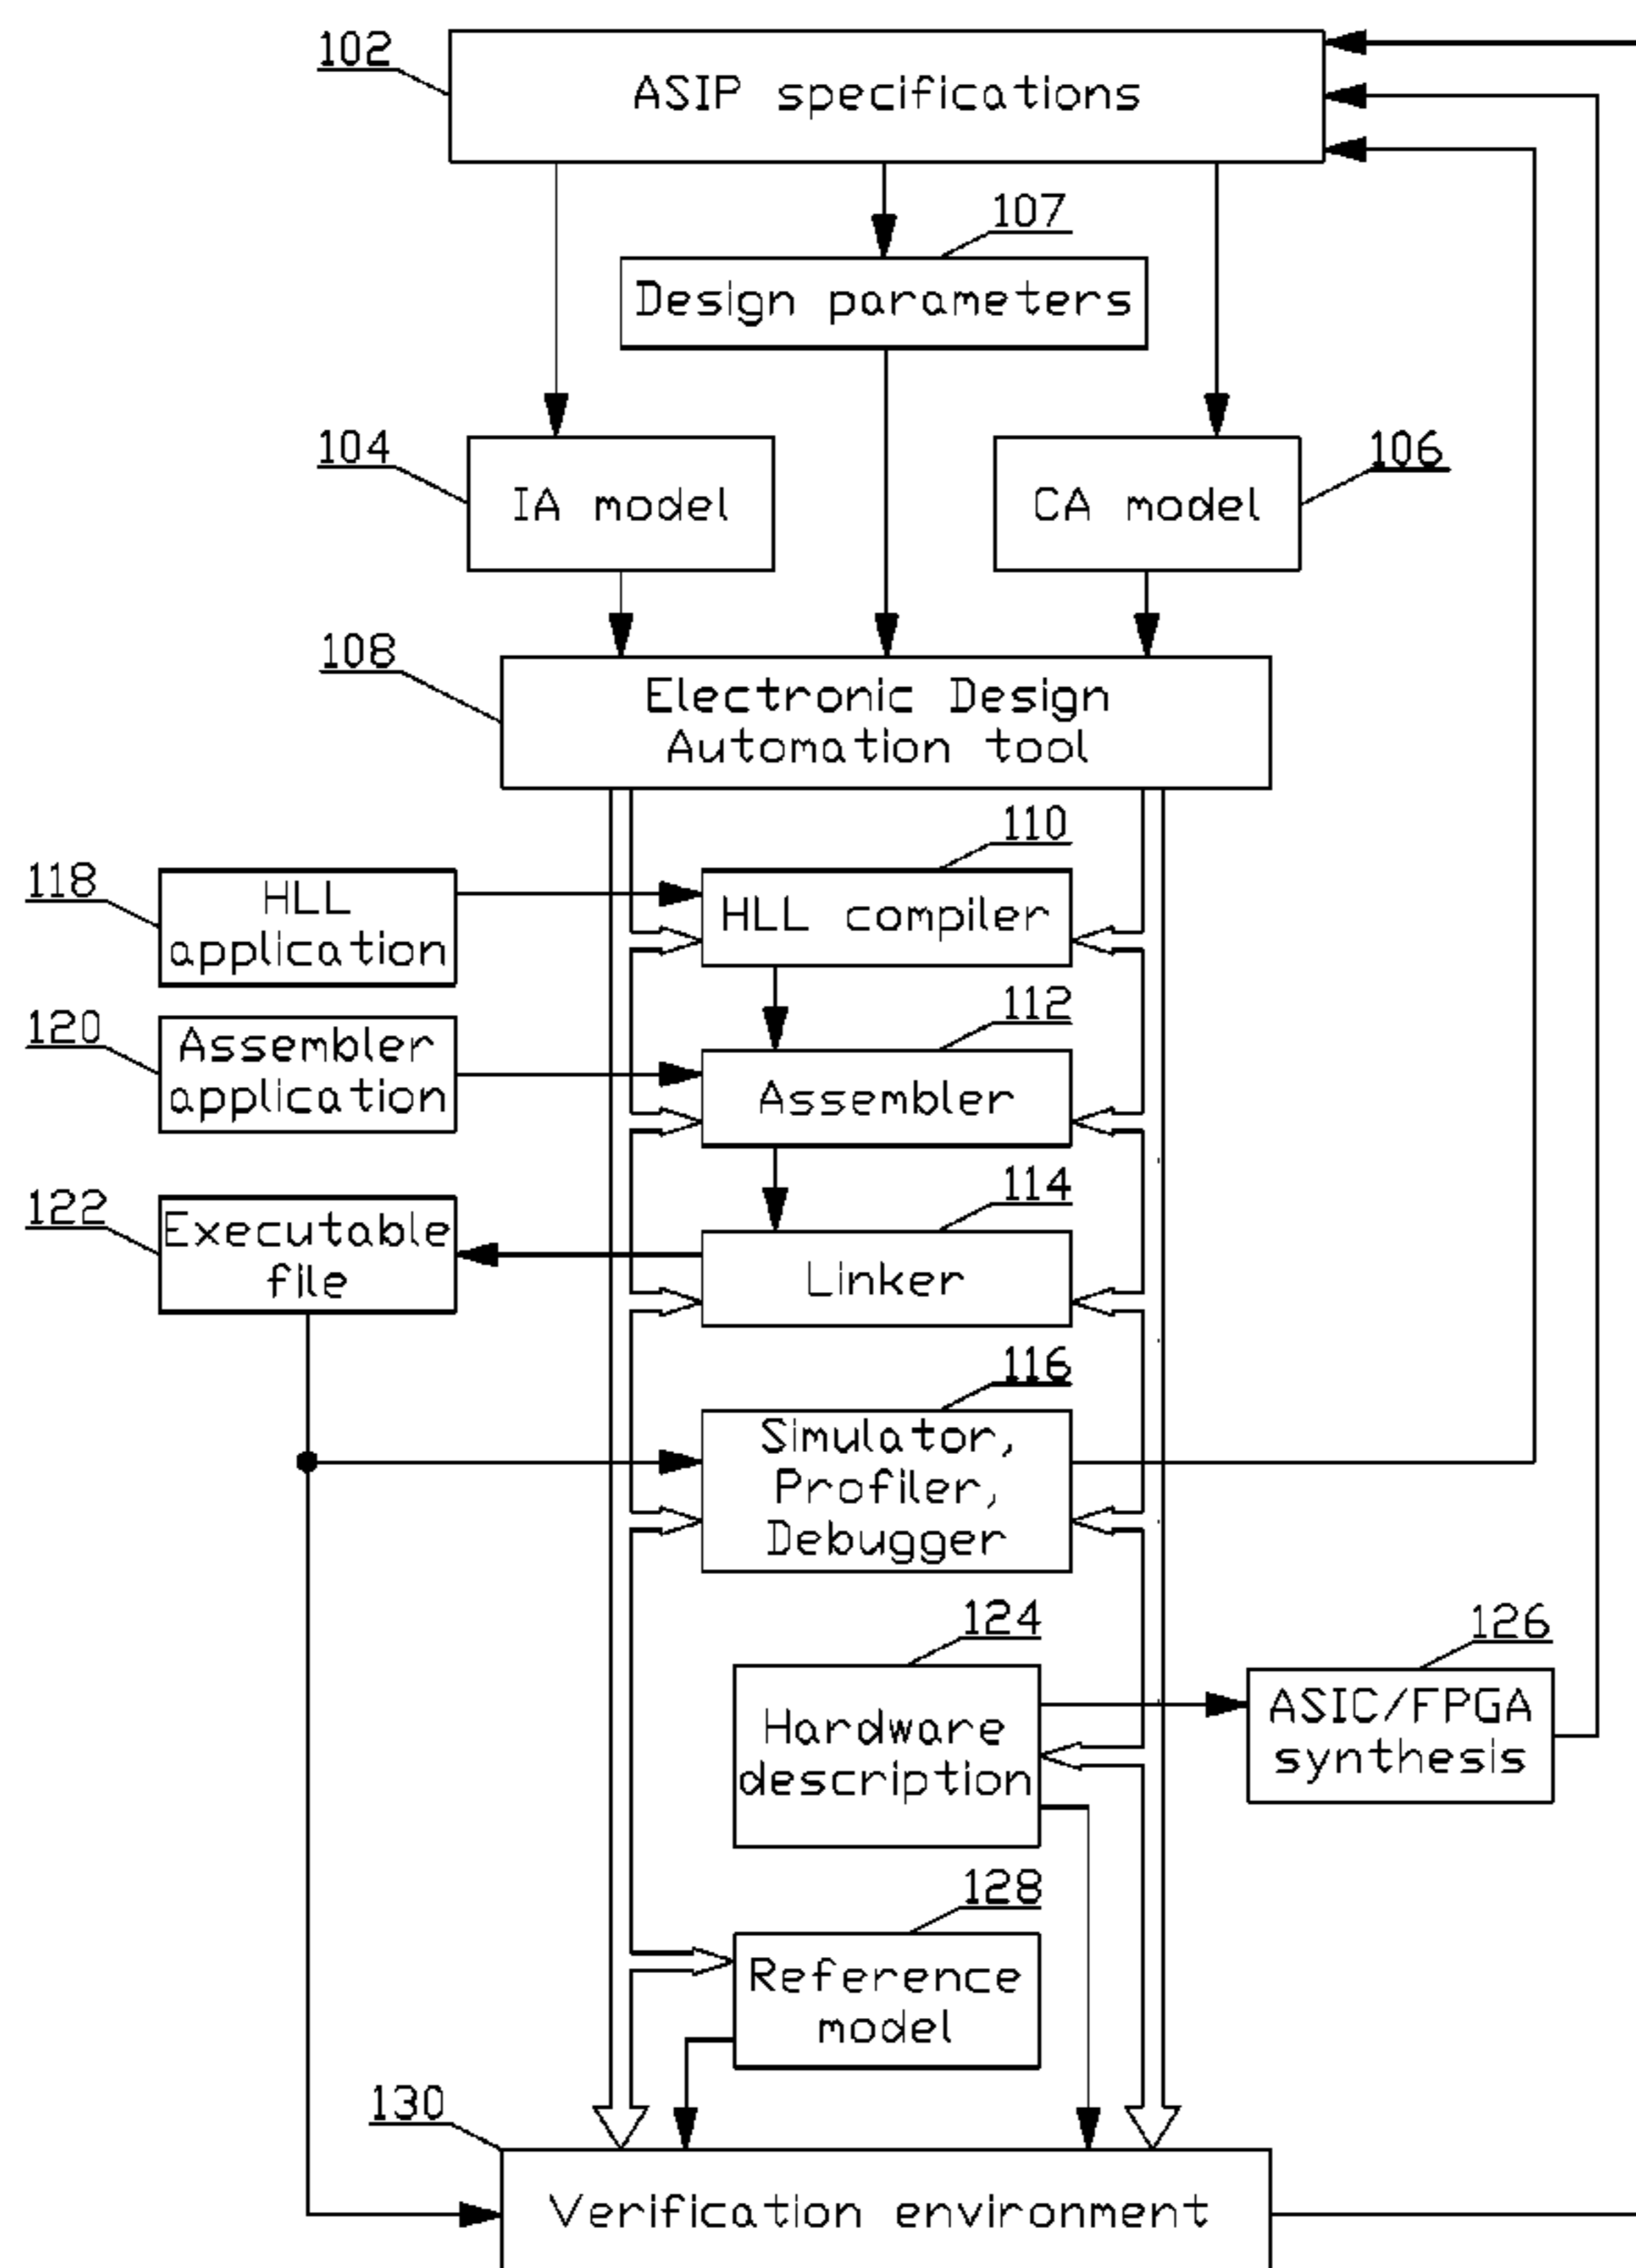 102
ASIP specifications
107
Design parameters
104
IA model
106
CA model
108
Electronic Design
Automation tool
110
118
HLL
application
HLL compiler
112
120
Assembler
application
Assembler
114
122
Executable
file
Linker
116
Simulator,
Profiler,
Debugger
124
126
Hardware
description
ASIC/FPGA
synthesis
128
Reference
model
130
Verification environment